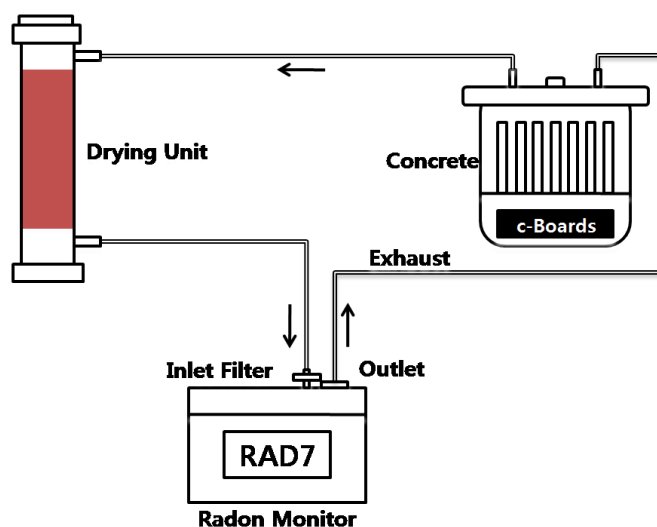 Drying Unit
Concrete
c-Boards
Exhaust
Inlet Filter
Outlet
RAD7
Radon Monitor